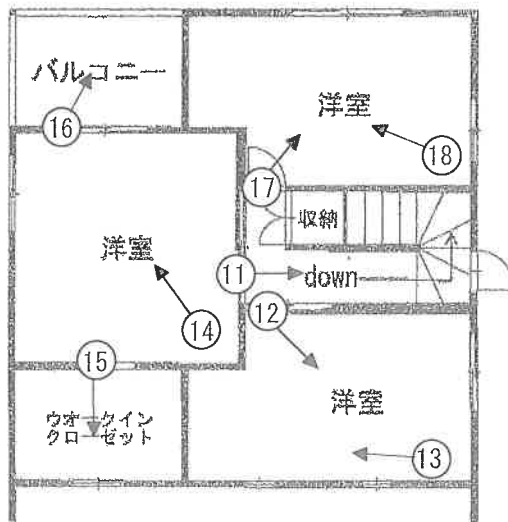 バルコニー
⑯
洋室
⑰
⑱
収納
洋室
⑪
down
⑭
⑫
⑮
洋室
ウオークイン
クローゼット
⑬